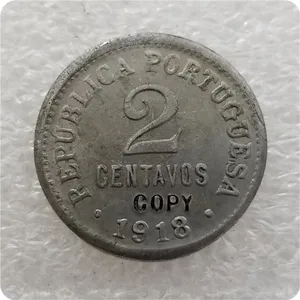 REPUBLICA PORTUGUESA
2
CENTAVOS
COPY
• 1918 •